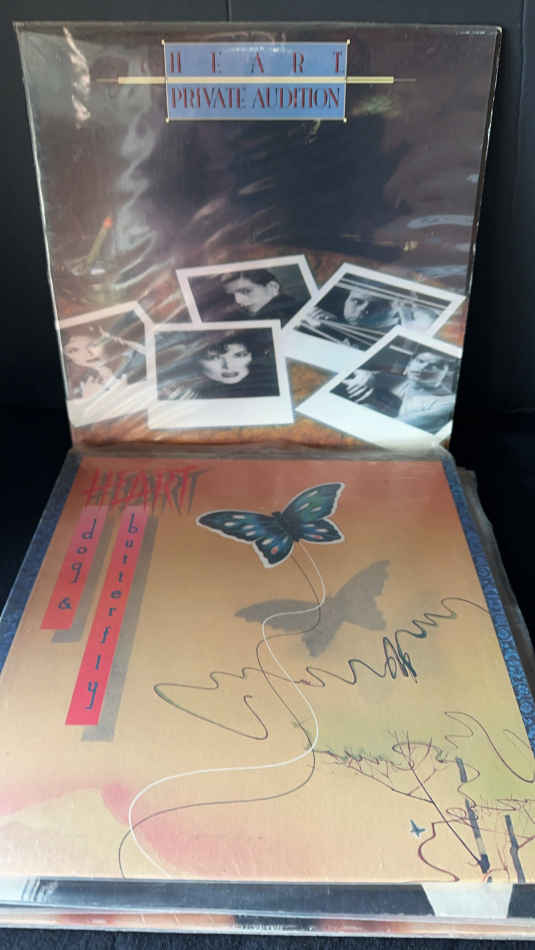 HEART
PRIVATE AUDITION
HEART
dog &
butterfly